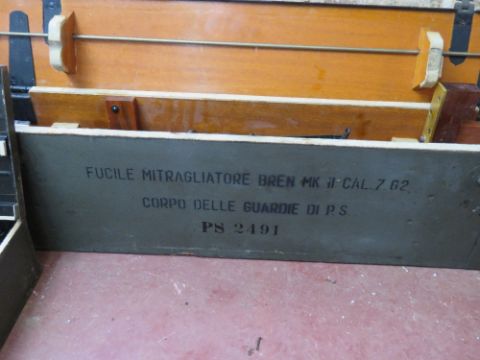 FUCILE MITRAGLIATORE BREN MK II CAL. 7.62
CORPO DELLE GUARDIE DI P.S
PS 2491